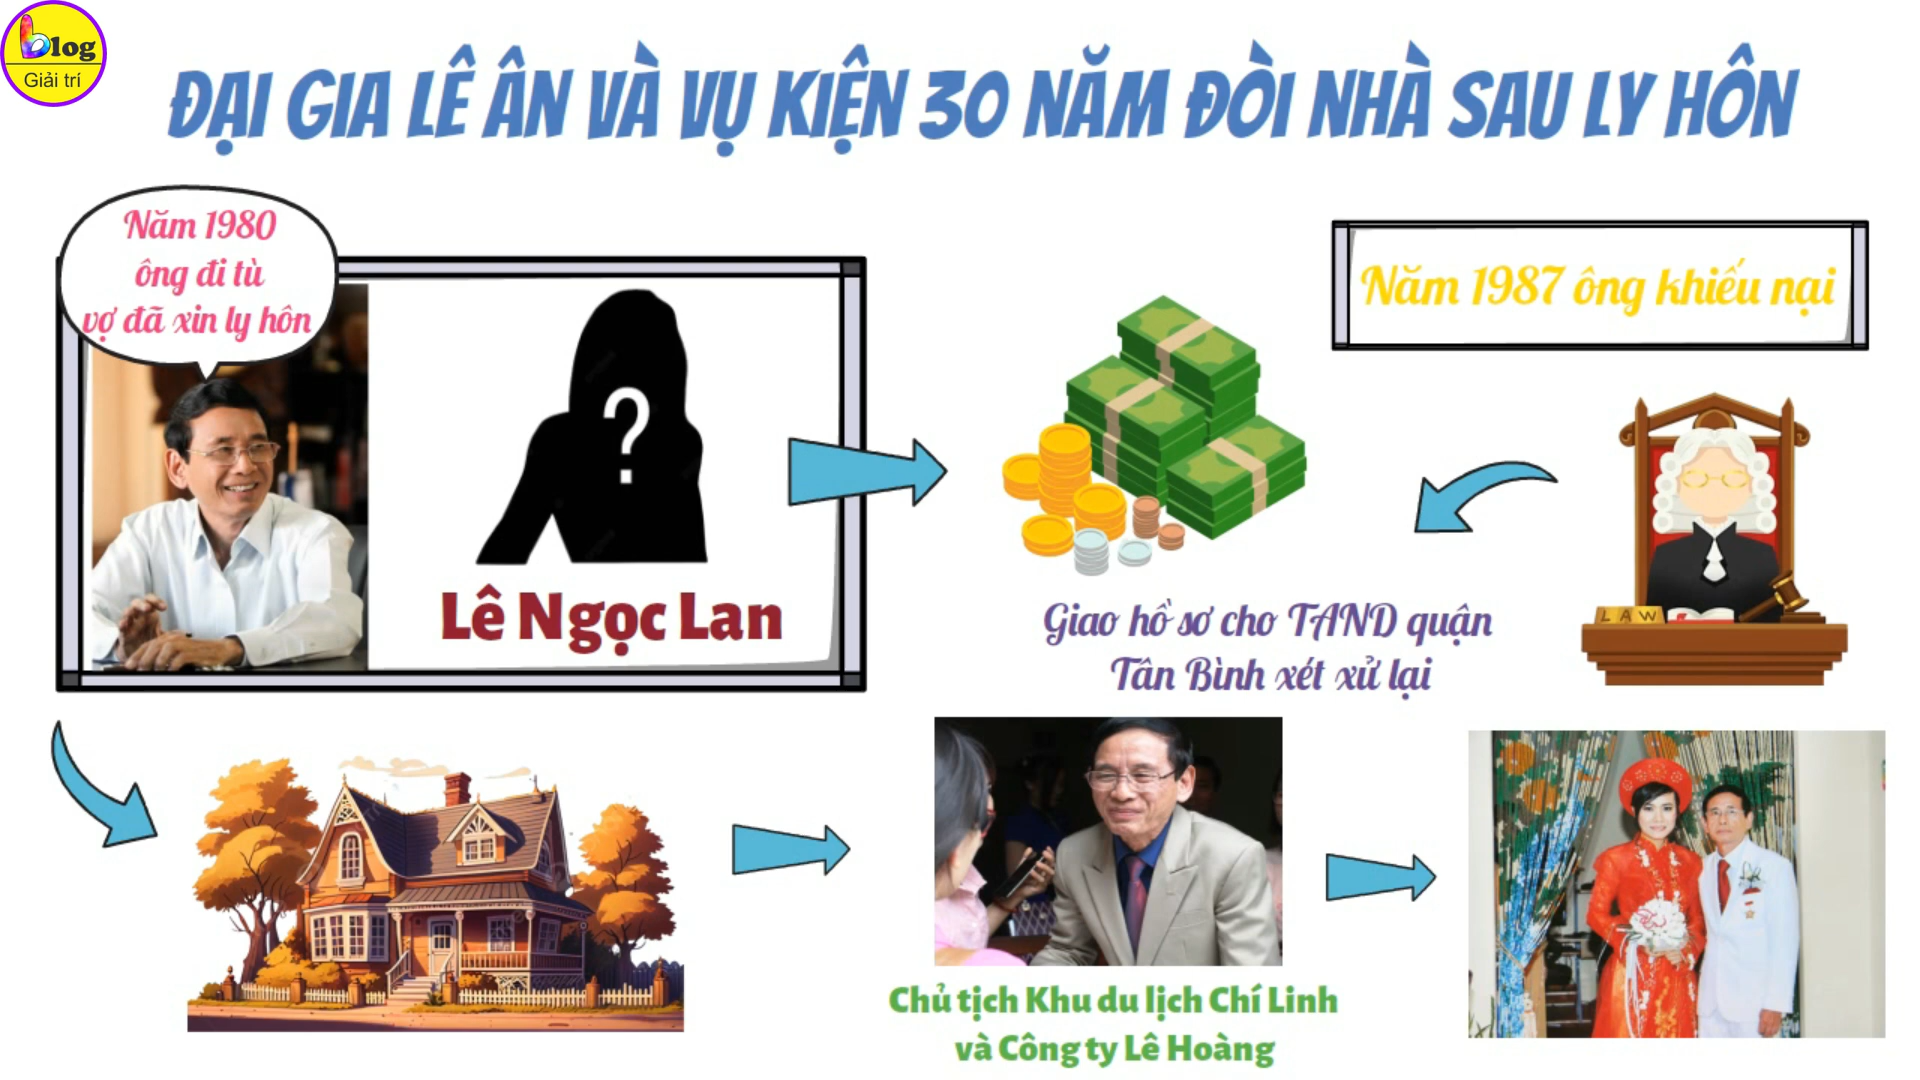 blog
Giải trí
ĐẠI GIA LÊ ÂN VÀ VỤ KIỆN 30 NĂM ĐÒI NHÀ SAU LY HÔN
Năm 1980
ông đi tù
vợ đã xin ly hôn
Lê Ngọc Lan
Năm 1987 ông khiếu nại
LAW
Giao hồ sơ cho TAND quận
Tân Bình xét xử lại
Chủ tịch Khu du lịch Chí Linh
và Công ty Lê Hoàng